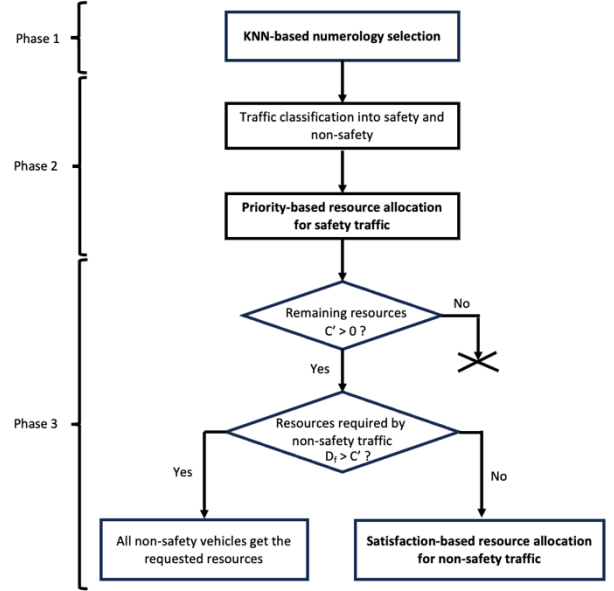 Phase 1
KNN-based numerology selection
Traffic classification into safety and
non-safety
Phase 2
Priority-based resource allocation
for safety traffic
Remaining resources
C' > 0 ?
No
Yes
Phase 3
Resources required by
non-safety traffic
Df > C' ?
Yes
No
All non-safety vehicles get the
requested resources
Satisfaction-based resource allocation
for non-safety traffic